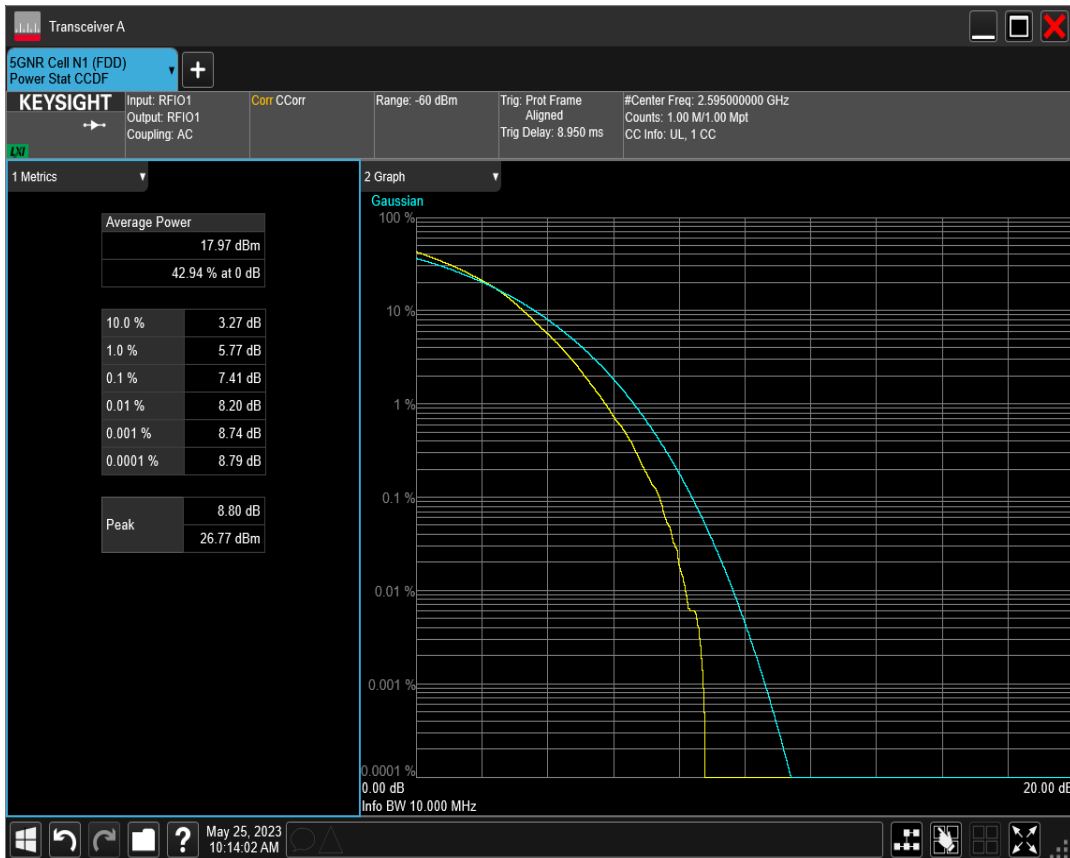 Transceiver A
5GNR Cell N1 (FDD)
Power Stat CCDF
KEYSIGHT
LXI
Input: RFIO1
Output: RFIO1
Coupling: AC
Corr CCorr
Range: -60 dBm
Trig: Prot Frame
Aligned
Trig Delay: 8.950 ms
#Center Freq: 2.595000000 GHz
Counts: 1.00 M/1.00 Mpt
CC Info: UL, 1 CC
1 Metrics
Average Power
17.97 dBm
42.94 % at 0 dB
10.0 % 3.27 dB
1.0 % 5.77 dB
0.1 % 7.41 dB
0.01 % 8.20 dB
0.001 % 8.74 dB
0.0001 % 8.79 dB
Peak
8.80 dB
26.77 dBm
2 Graph
Gaussian
100 %
10 %
1 %
0.1 %
0.01 %
0.001 %
0.0001 %
0.00 dB
20.00 dB
Info BW 10.000 MHz
?
May 25, 2023
10:14:02 AM